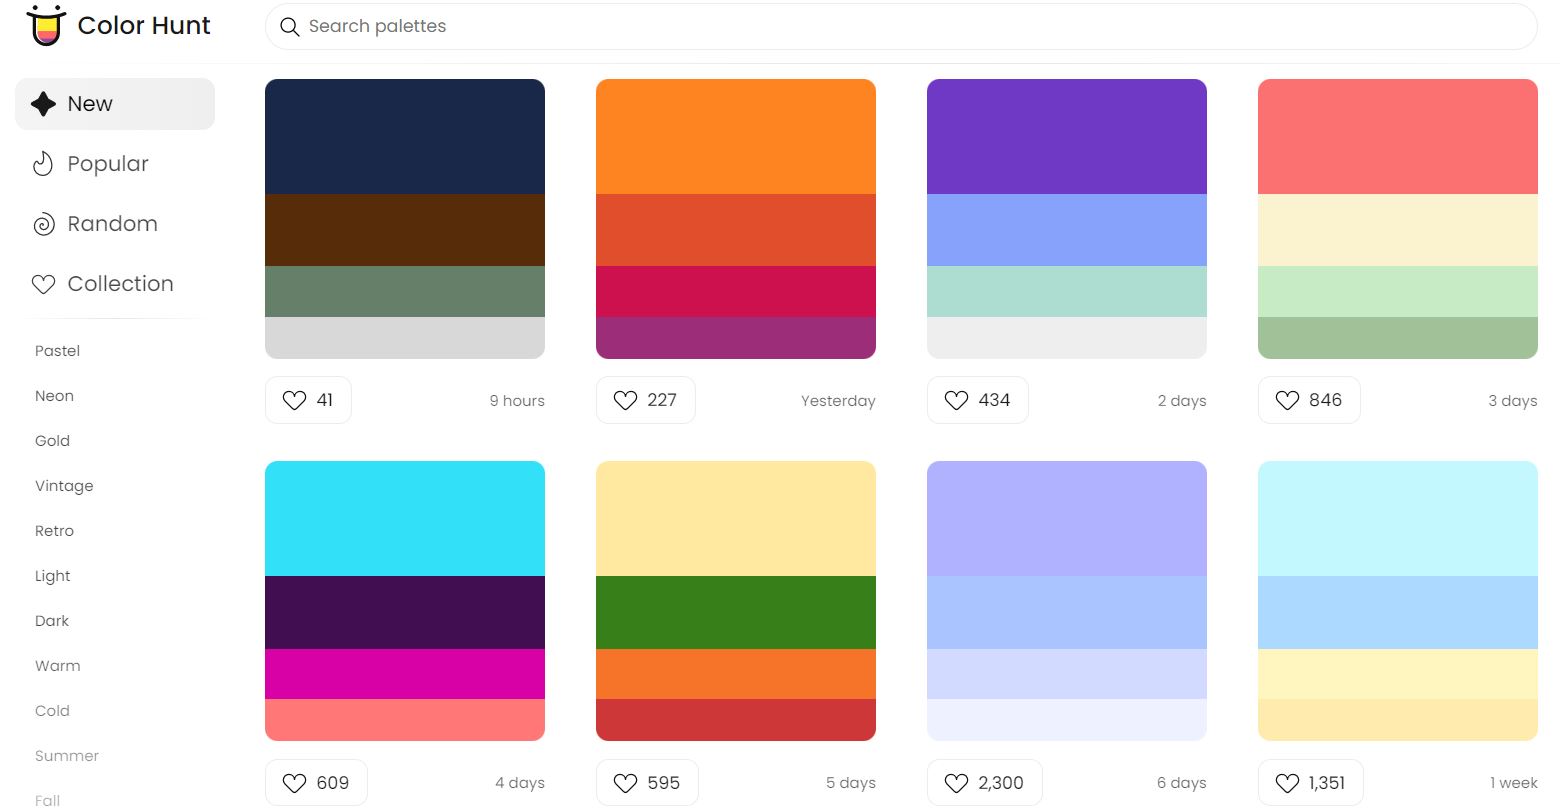 Color Hunt
Search palettes
New
Popular
Random
Collection
Pastel
Neon
Gold
Vintage
Retro
Light
Dark
Warm
Cold
Summer
Fall
41 9 hours
227 Yesterday
434 2 days
846 3 days
609 4 days
595 5 days
2,300 6 days
1,351 1 week